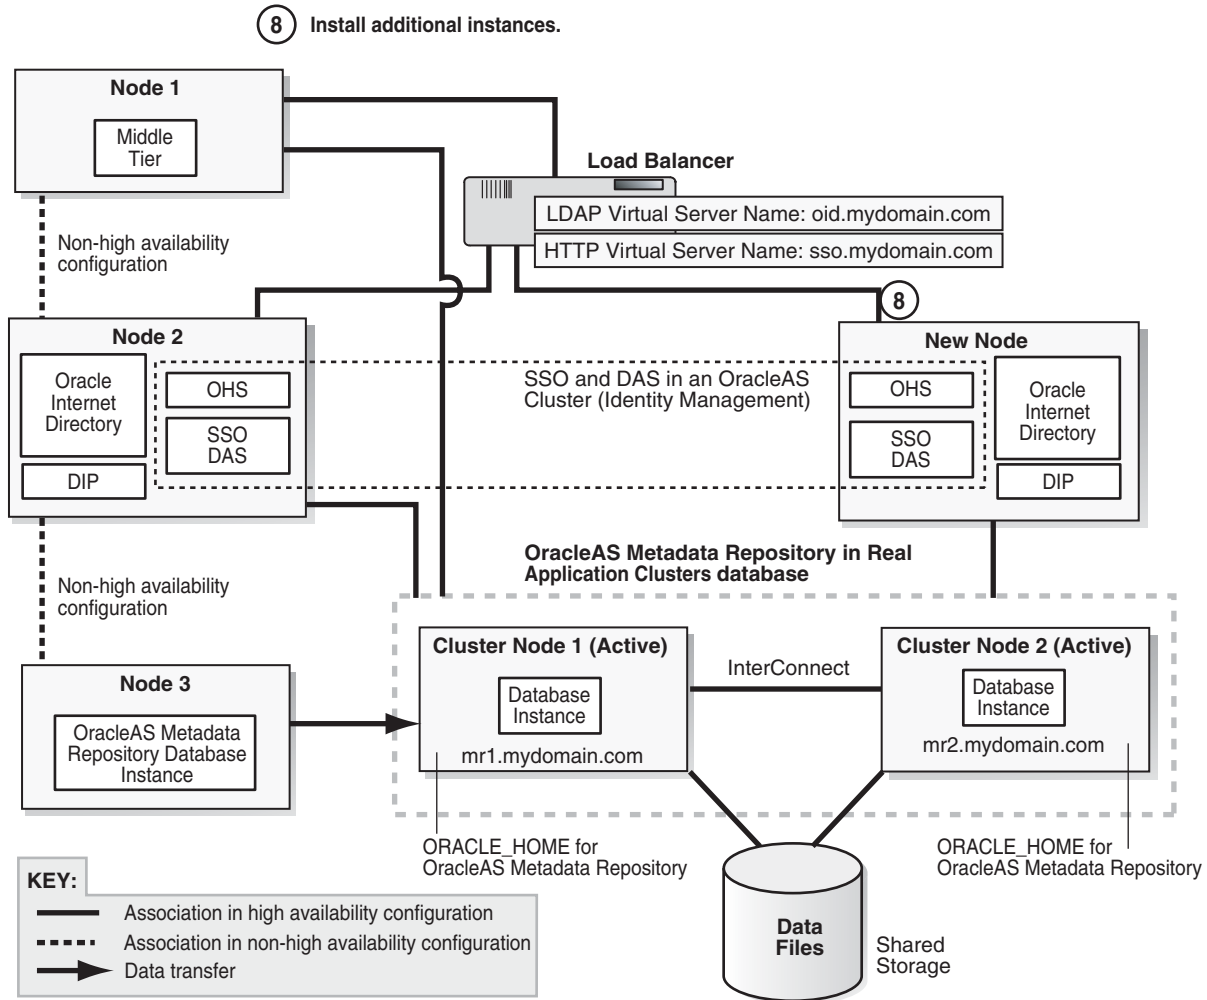 8 Install additional instances.
Node 1
Middle
Tier
Load Balancer
LDAP Virtual Server Name: oid.mydomain.com
HTTP Virtual Server Name: sso.mydomain.com
Non-high availability
configuration
8
Node 2
Oracle
Internet
Directory
DIP
OHS
SSO
DAS
SSO and DAS in an OracleAS
Cluster (Identity Management)
New Node
OHS
SSO
DAS
Oracle
Internet
Directory
DIP
Non-high availability
configuration
OracleAS Metadata Repository in Real
Application Clusters database
Node 3
OracleAS Metadata
Repository Database
Instance
Cluster Node 1 (Active)
Database
Instance
mr1.mydomain.com
InterConnect
Cluster Node 2 (Active)
Database
Instance
mr2.mydomain.com
ORACLE_HOME for
OracleAS Metadata Repository
ORACLE_HOME for
OracleAS Metadata Repository
Data
Files
Shared
Storage
KEY:
Association in high availability configuration
Association in non-high availability configuration
Data transfer